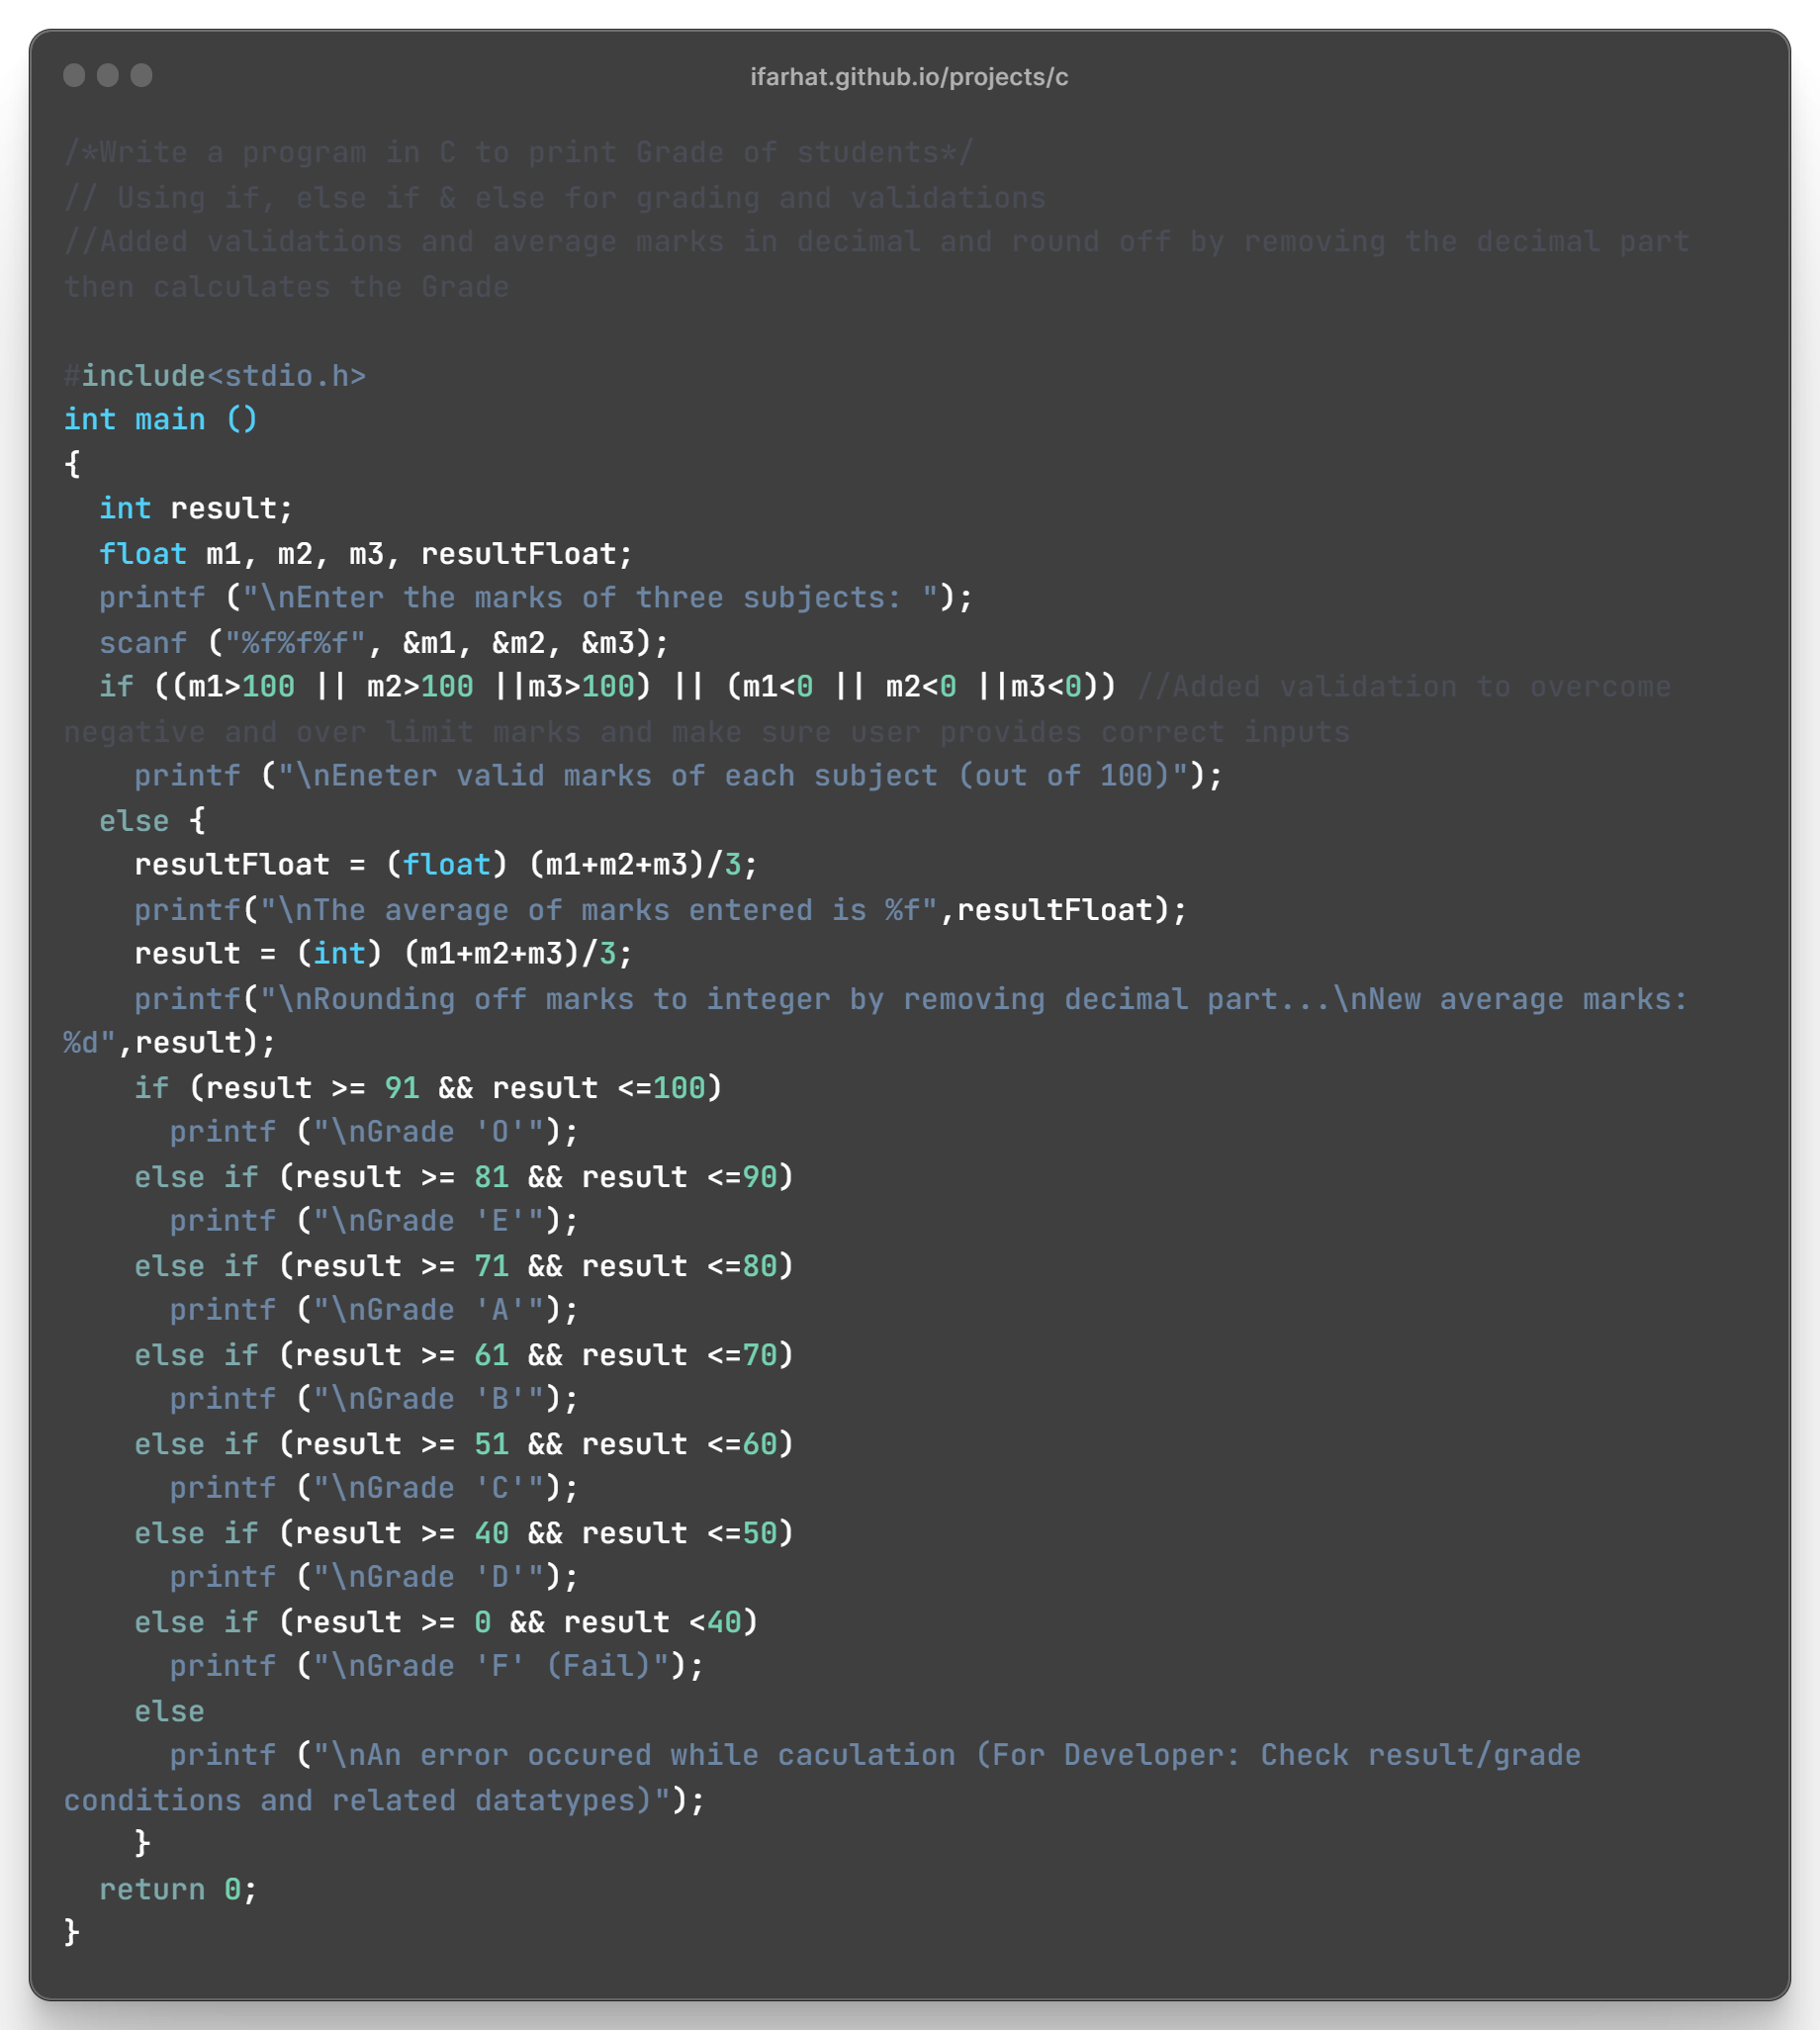 ifarhat.github.io/projects/c
/*Write a program in C to print Grade of students*/
// Using if, else if & else for grading and validations
//Added validations and average marks in decimal and round off by removing the decimal part
then calculates the Grade
#include<stdio.h>
int main ()
{
  int result;
  float m1, m2, m3, resultFloat;
  printf ("\nEnter the marks of three subjects: ");
  scanf ("%f%f%f", &m1, &m2, &m3);
  if ((m1>100 || m2>100 ||m3>100) || (m1<0 || m2<0 ||m3<0)) //Added validation to overcome
negative and over limit marks and make sure user provides correct inputs
    printf ("\nEneter valid marks of each subject (out of 100)");
  else {
    resultFloat = (float) (m1+m2+m3)/3;
    printf("\nThe average of marks entered is %f",resultFloat);
    result = (int) (m1+m2+m3)/3;
    printf("\nRounding off marks to integer by removing decimal part...\nNew average marks:
%d",result);
    if (result >= 91 && result <=100)
      printf ("\nGrade 'O'");
    else if (result >= 81 && result <=90)
      printf ("\nGrade 'E'");
    else if (result >= 71 && result <=80)
      printf ("\nGrade 'A'");
    else if (result >= 61 && result <=70)
      printf ("\nGrade 'B'");
    else if (result >= 51 && result <=60)
      printf ("\nGrade 'C'");
    else if (result >= 40 && result <=50)
      printf ("\nGrade 'D'");
    else if (result >= 0 && result <40)
      printf ("\nGrade 'F' (Fail)");
    else
      printf ("\nAn error occured while caculation (For Developer: Check result/grade
conditions and related datatypes)");
    }
  return 0;
}